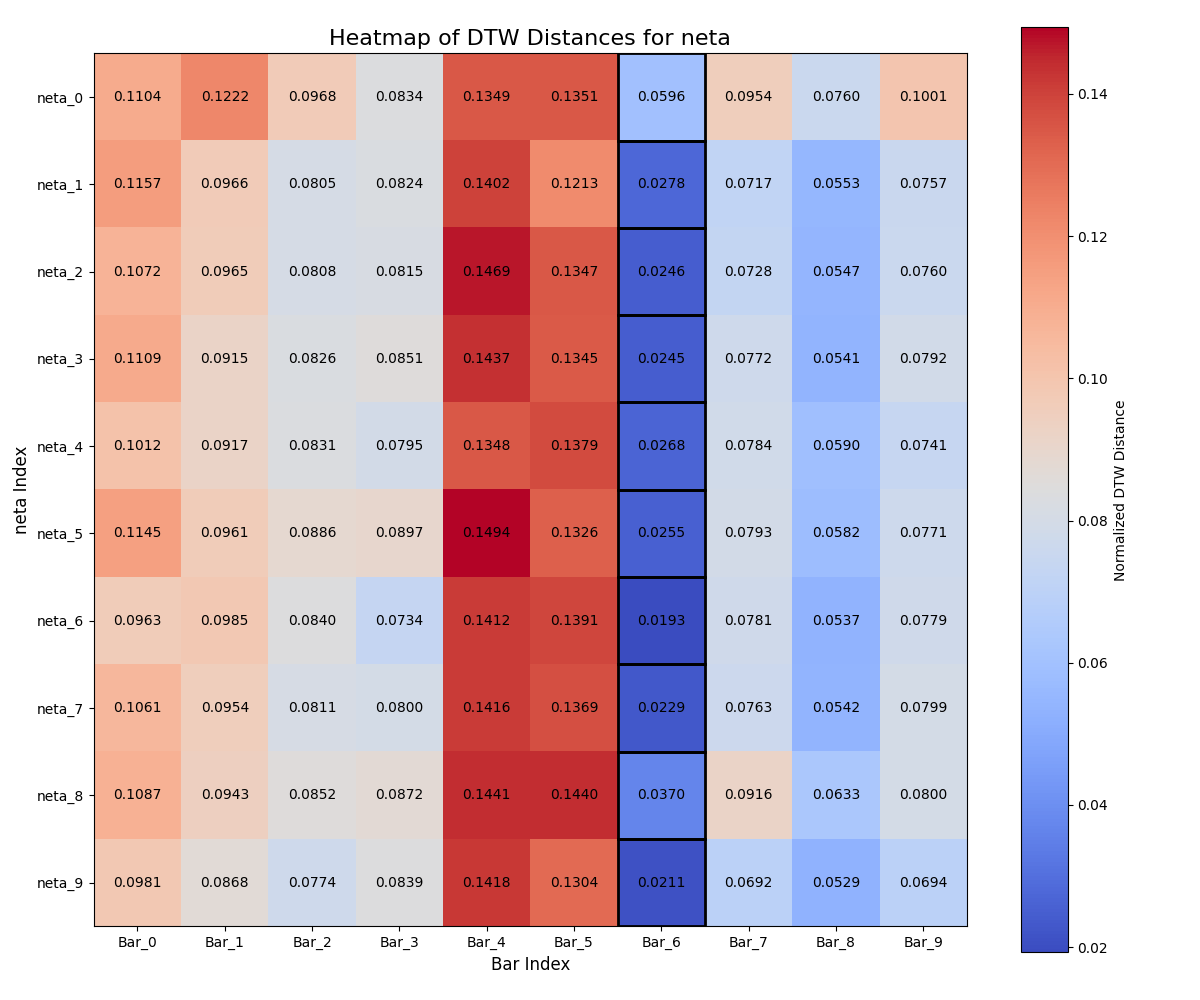 Heatmap of DTW Distances for neta
neta_0 0.1104 0.1222 0.0968 0.0834 0.1349 0.1351 0.0596 0.0954 0.0760 0.1001
neta_1 0.1157 0.0966 0.0805 0.0824 0.1402 0.1213 0.0278 0.0717 0.0553 0.0757
neta_2 0.1072 0.0965 0.0808 0.0815 0.1469 0.1347 0.0246 0.0728 0.0547 0.0760
neta_3 0.1109 0.0915 0.0826 0.0851 0.1437 0.1345 0.0245 0.0772 0.0541 0.0792
neta_4 0.1012 0.0917 0.0831 0.0795 0.1348 0.1379 0.0268 0.0784 0.0590 0.0741
neta_5 0.1145 0.0961 0.0886 0.0897 0.1494 0.1326 0.0255 0.0793 0.0582 0.0771
neta_6 0.0963 0.0985 0.0840 0.0734 0.1412 0.1391 0.0193 0.0781 0.0537 0.0779
neta_7 0.1061 0.0954 0.0811 0.0800 0.1416 0.1369 0.0229 0.0763 0.0542 0.0799
neta_8 0.1087 0.0943 0.0852 0.0872 0.1441 0.1440 0.0370 0.0916 0.0633 0.0800
neta_9 0.0981 0.0868 0.0774 0.0839 0.1418 0.1304 0.0211 0.0692 0.0529 0.0694
Bar_0 Bar_1 Bar_2 Bar_3 Bar_4 Bar_5 Bar_6 Bar_7 Bar_8 Bar_9
Bar Index
neta Index
0.14
0.12
0.10
0.08
0.06
0.04
0.02
Normalized DTW Distance